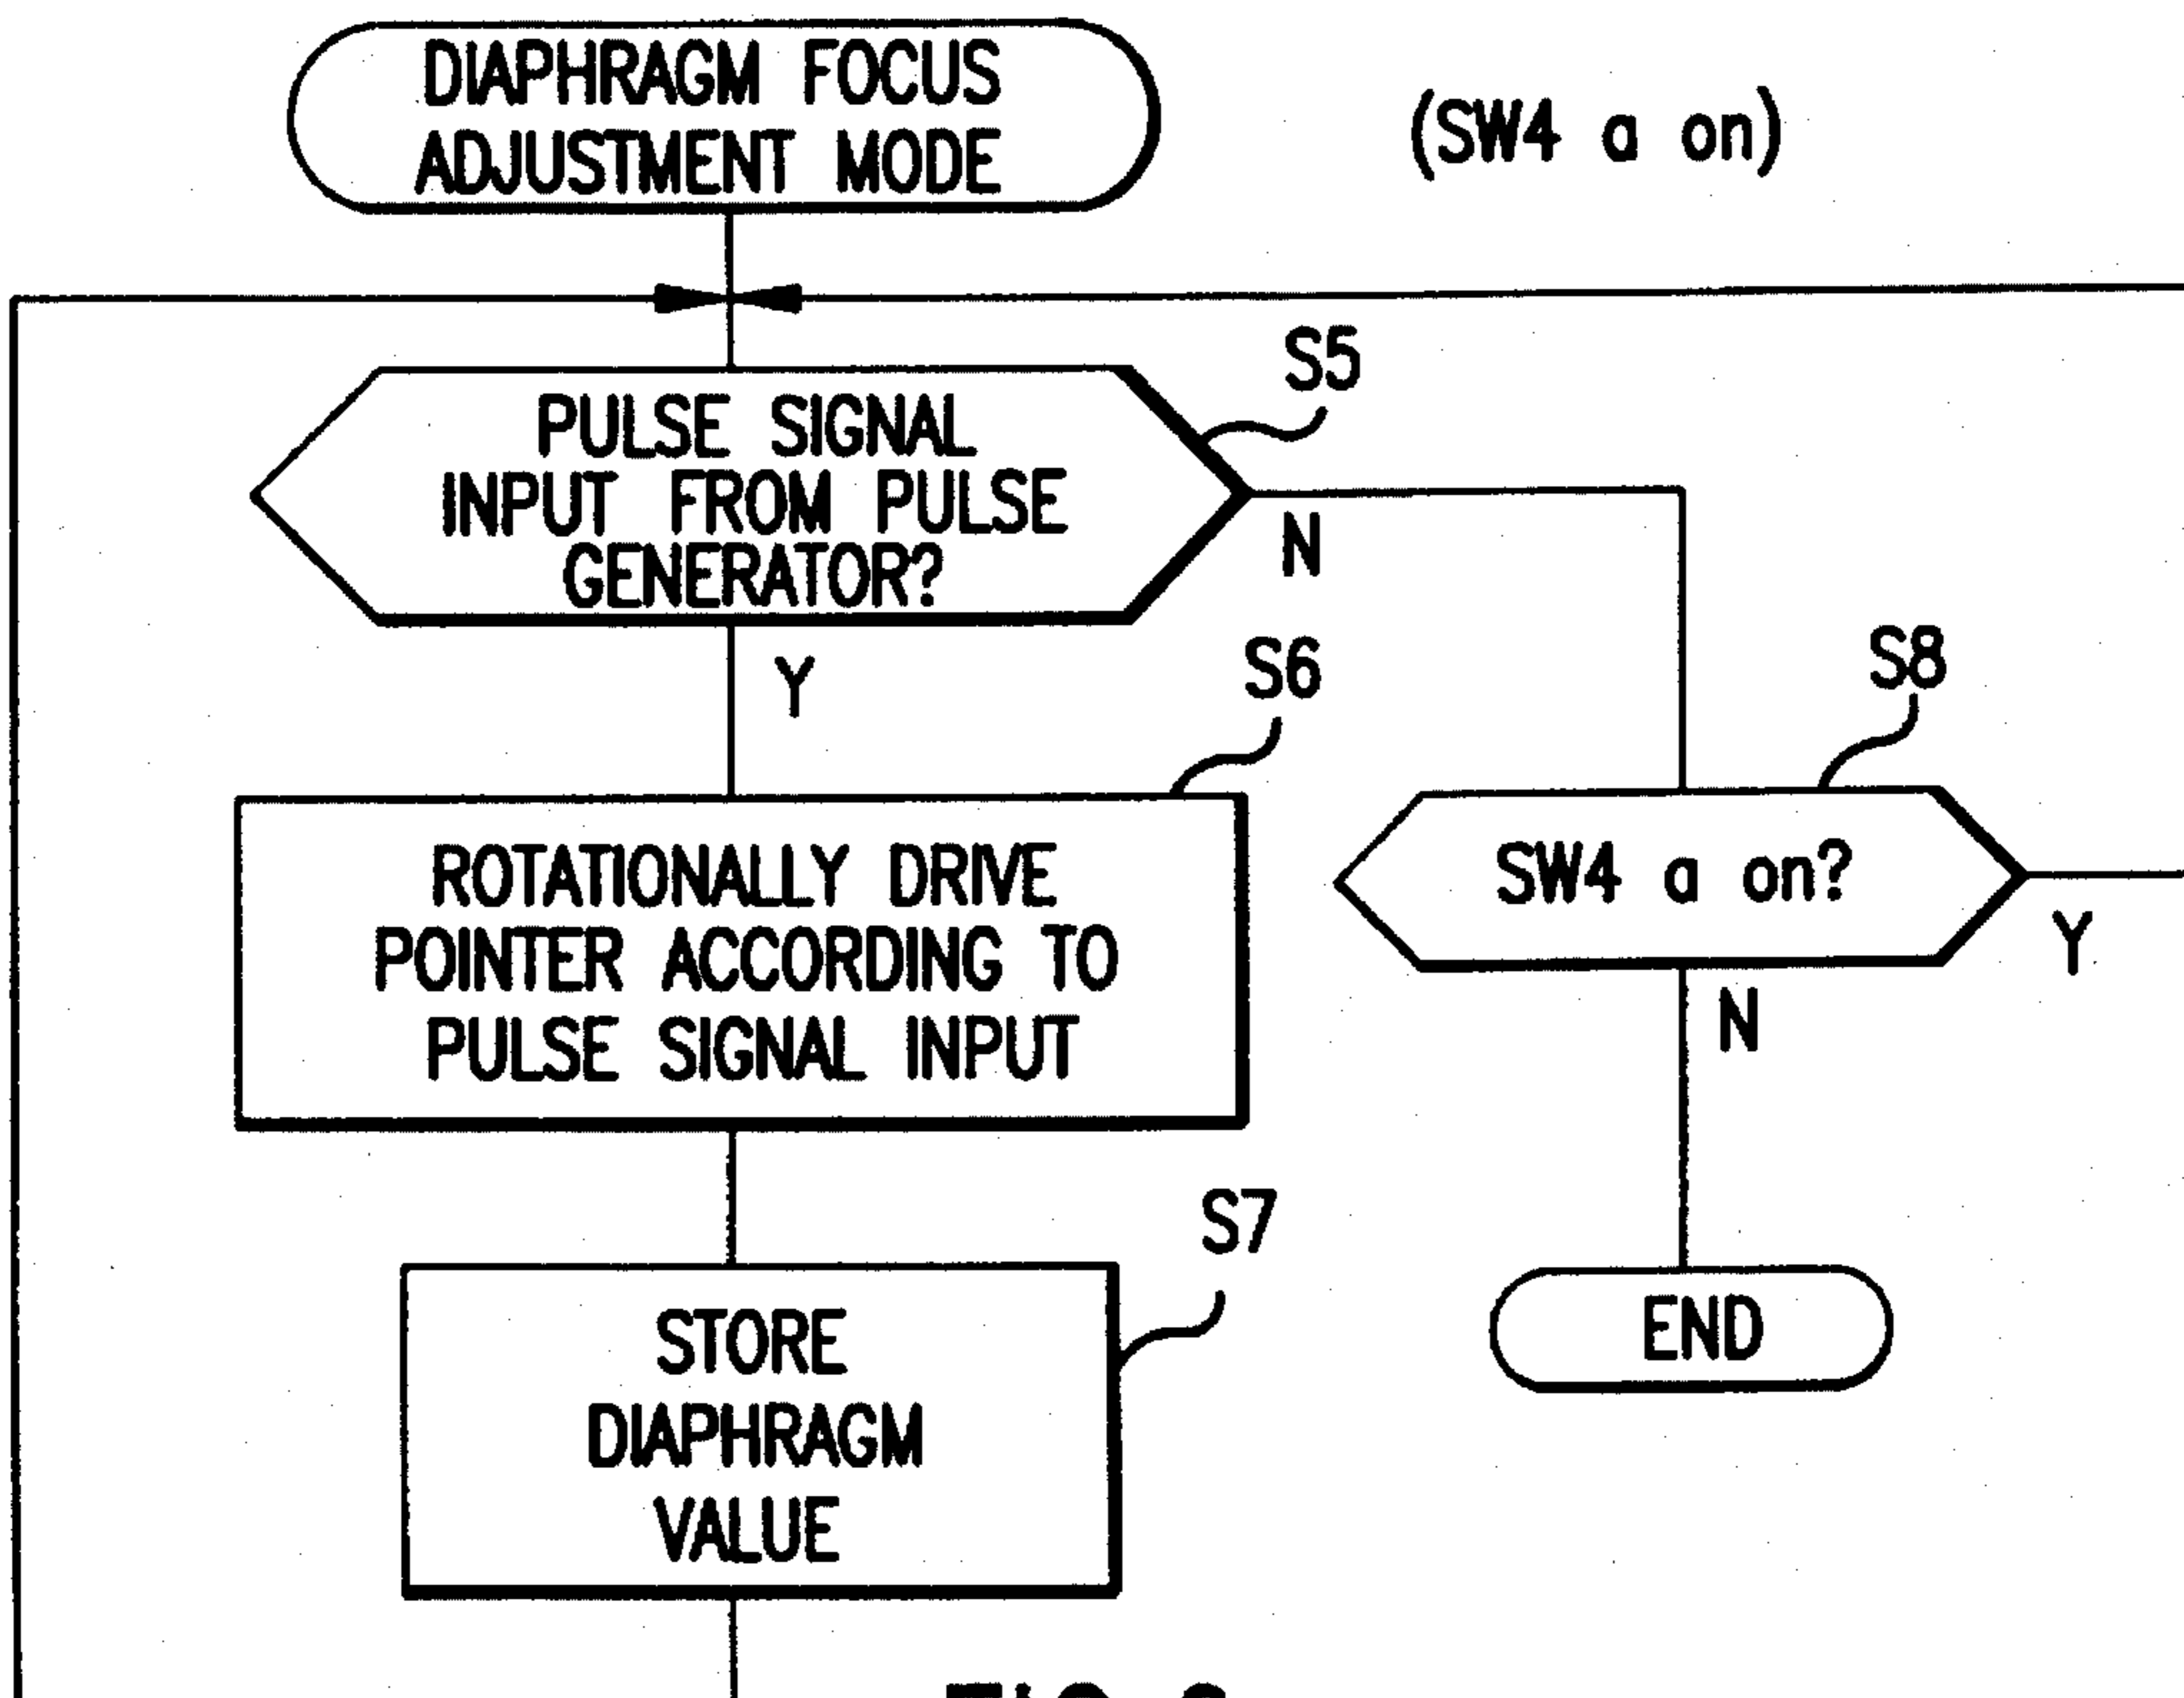 DIAPHRAGM FOCUS
ADJUSTMENT MODE
(SW4 a on)
S5
PULSE SIGNAL
INPUT FROM PULSE
GENERATOR?
N
Y
S6
S8
ROTATIONALLY DRIVE
POINTER ACCORDING TO
PULSE SIGNAL INPUT
SW4 a on?
Y
N
S7
STORE
DIAPHRAGM
VALUE
END